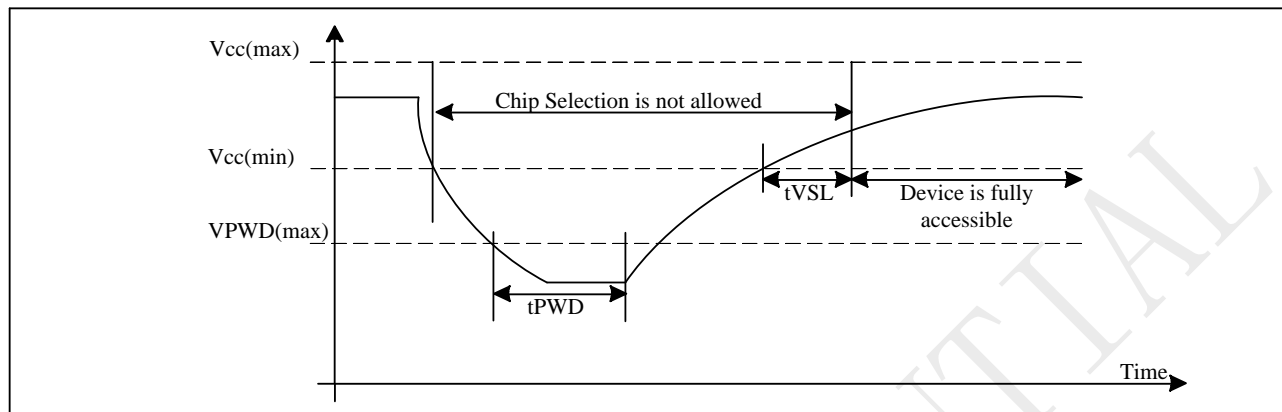 Vcc(max)
Chip Selection is not allowed
Vcc(min)
tVSL
Device is fully
accessible
VPWD(max)
tPWD
Time